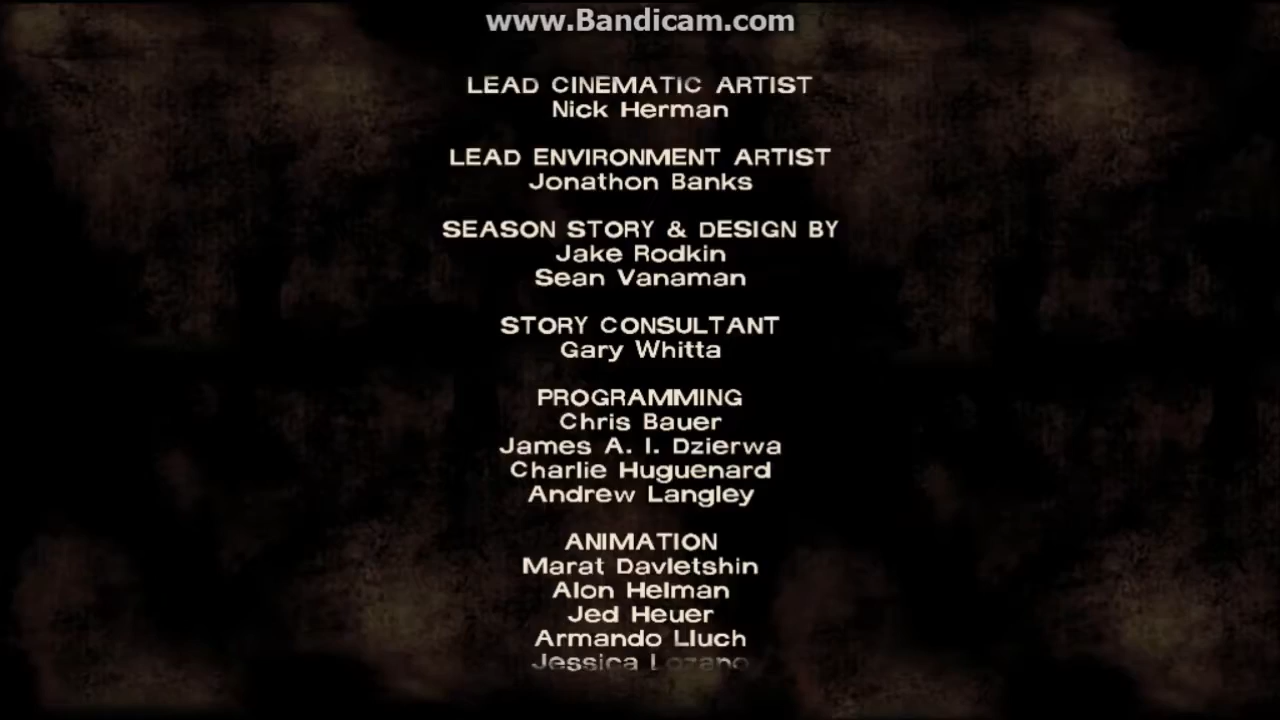 www.Bandicam.com
LEAD CINEMATIC ARTIST
Nick Herman
LEAD ENVIRONMENT ARTIST
Jonathon Banks
SEASON STORY & DESIGN BY
Jake Rodkin
Sean Vanaman
STORY CONSULTANT
Gary Whitta
PROGRAMMING
Chris Bauer
James A. I. Dzierwa
Charlie Huguenard
Andrew Langley
ANIMATION
Marat Davletshin
Alon Helman
Jed Heuer
Armando Lluch
Jessica Lozano